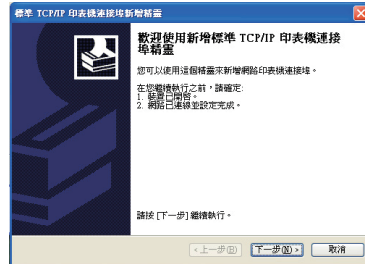 標準 TCP/IP 印表機連接埠新增精靈
歡迎使用新增標準 TCP/IP 印表機連接
埠精靈
您可以使用這個精靈來新增網路印表機連接埠。
在您繼續執行之前，請確定:
1. 裝置已開啓。
2. 網路已連線並設定完成。
請按 [下一步] 繼續執行。
<上一步(B)
下一步(N)>
取消